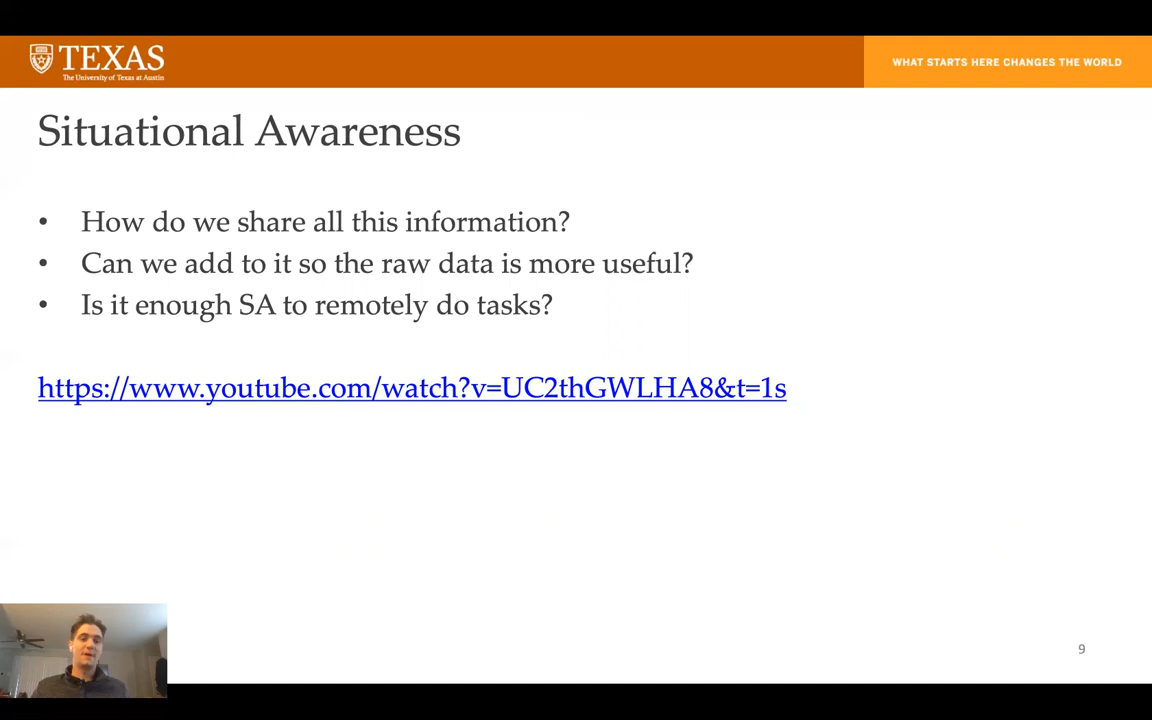 TEXAS
The University of Texas at Austin
WHAT STARTS HERE CHANGES THE WORLD
Situational Awareness
• How do we share all this information?
• Can we add to it so the raw data is more useful?
• Is it enough SA to remotely do tasks?
https://www.youtube.com/watch?v=UC2thGWLHA8&t=1s
9